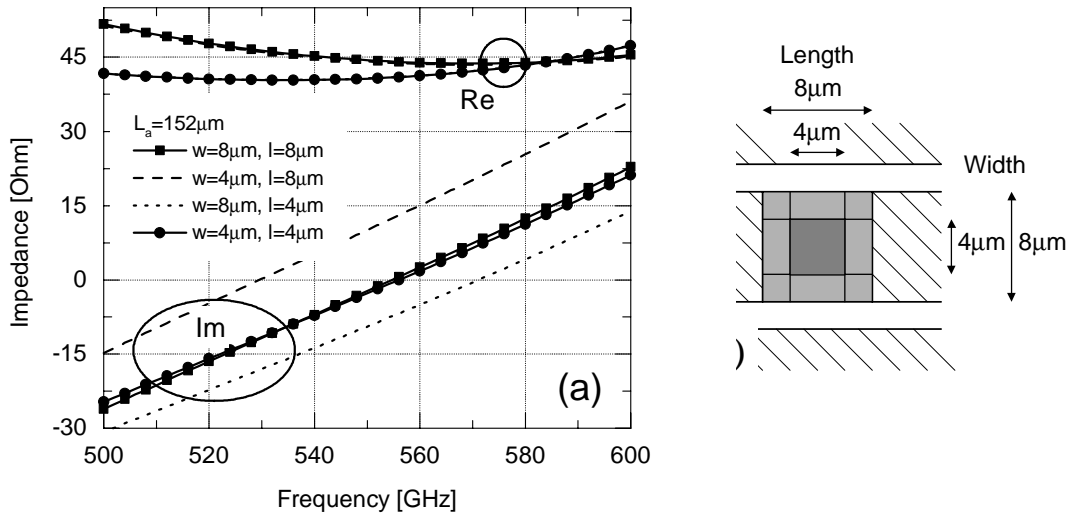 45
30
15
0
-15
-30
500
520
540
560
580
600
Impedance [Ohm]
Frequency [GHz]
Re
Lₐ=152μm
w=8μm, l=8μm
w=4μm, l=8μm
w=8μm, l=4μm
w=4μm, l=4μm
Im
(a)
Length
8μm
4μm
Width
4μm
8μm
)